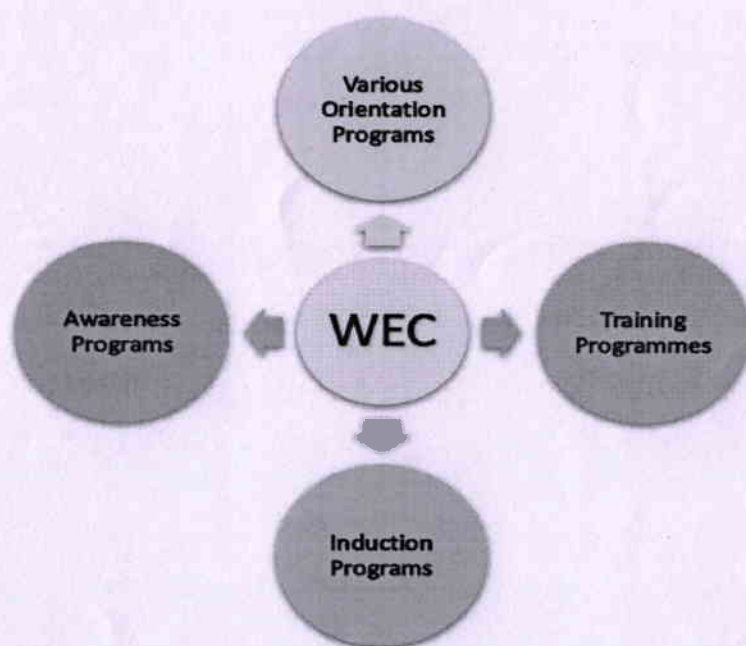 Various
Orientation
Programs
Awareness
Programs
WEC
Training
Programmes
Induction
Programs